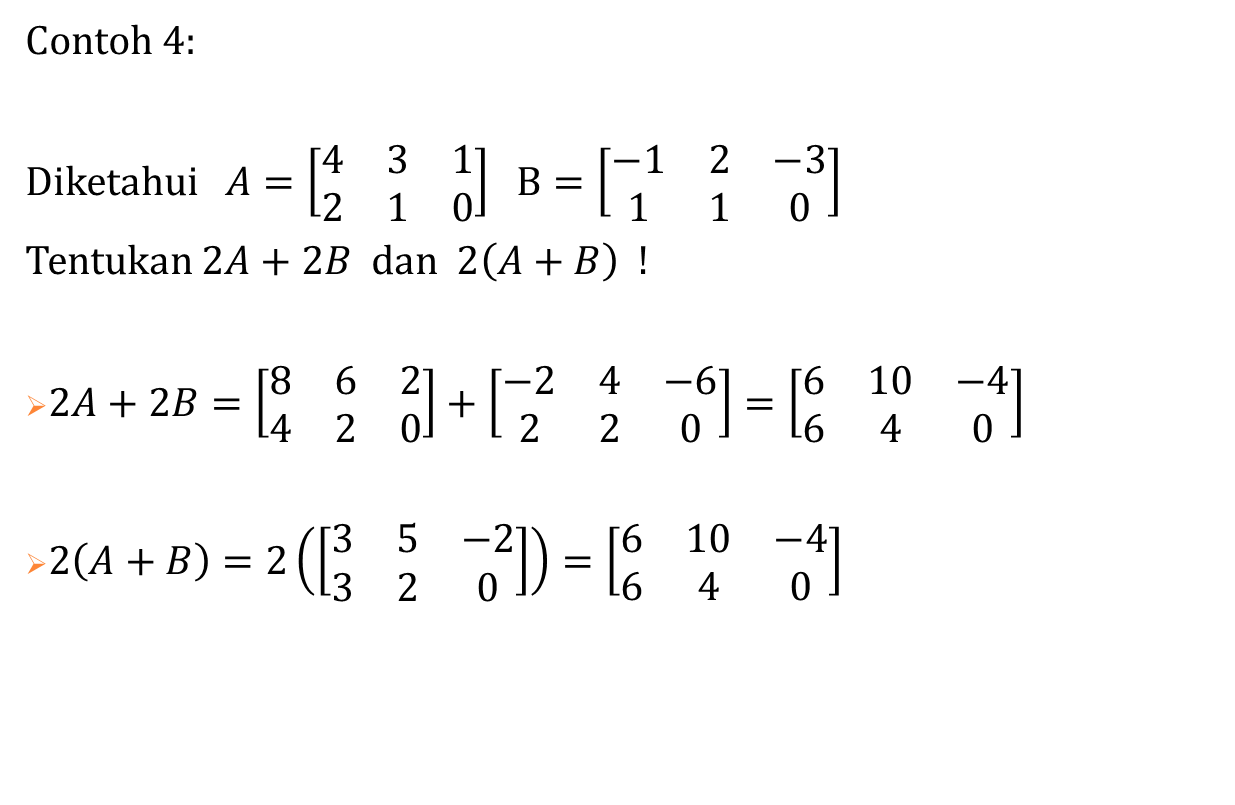 Contoh 4:
Diketahui A = [4 3 1; 2 1 0] B = [−1 2 −3; 1 1 0]
Tentukan 2A + 2B dan 2(A + B) !
➢2A + 2B = [8 6 2; 4 2 0] + [−2 4 −6; 2 2 0] = [6 10 −4; 6 4 0]
➢2(A + B) = 2([3 5 −2; 3 2 0]) = [6 10 −4; 6 4 0]